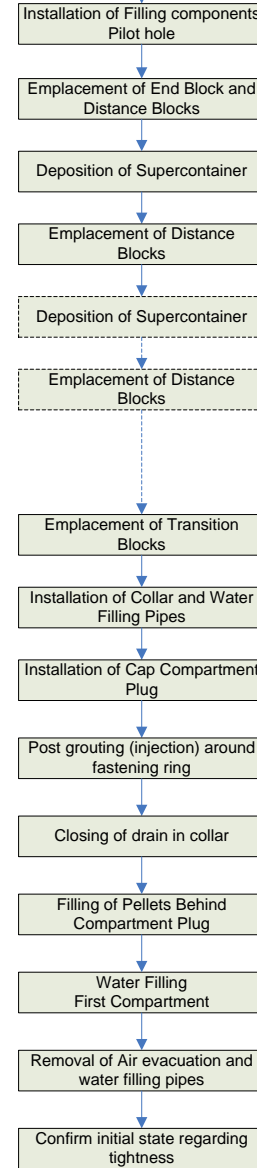 Installation of Filling components
Pilot hole
Emplacement of End Block and
Distance Blocks
Deposition of Supercontainer
Emplacement of Distance
Blocks
Deposition of Supercontainer
Emplacement of Distance
Blocks
Emplacement of Transition
Blocks
Installation of Collar and Water
Filling Pipes
Installation of Cap Compartment
Plug
Post grouting (injection) around
fastening ring
Closing of drain in collar
Filling of Pellets Behind
Compartment Plug
Water Filling
First Compartment
Removal of Air evacuation and
water filling pipes
Confirm initial state regarding
tightness